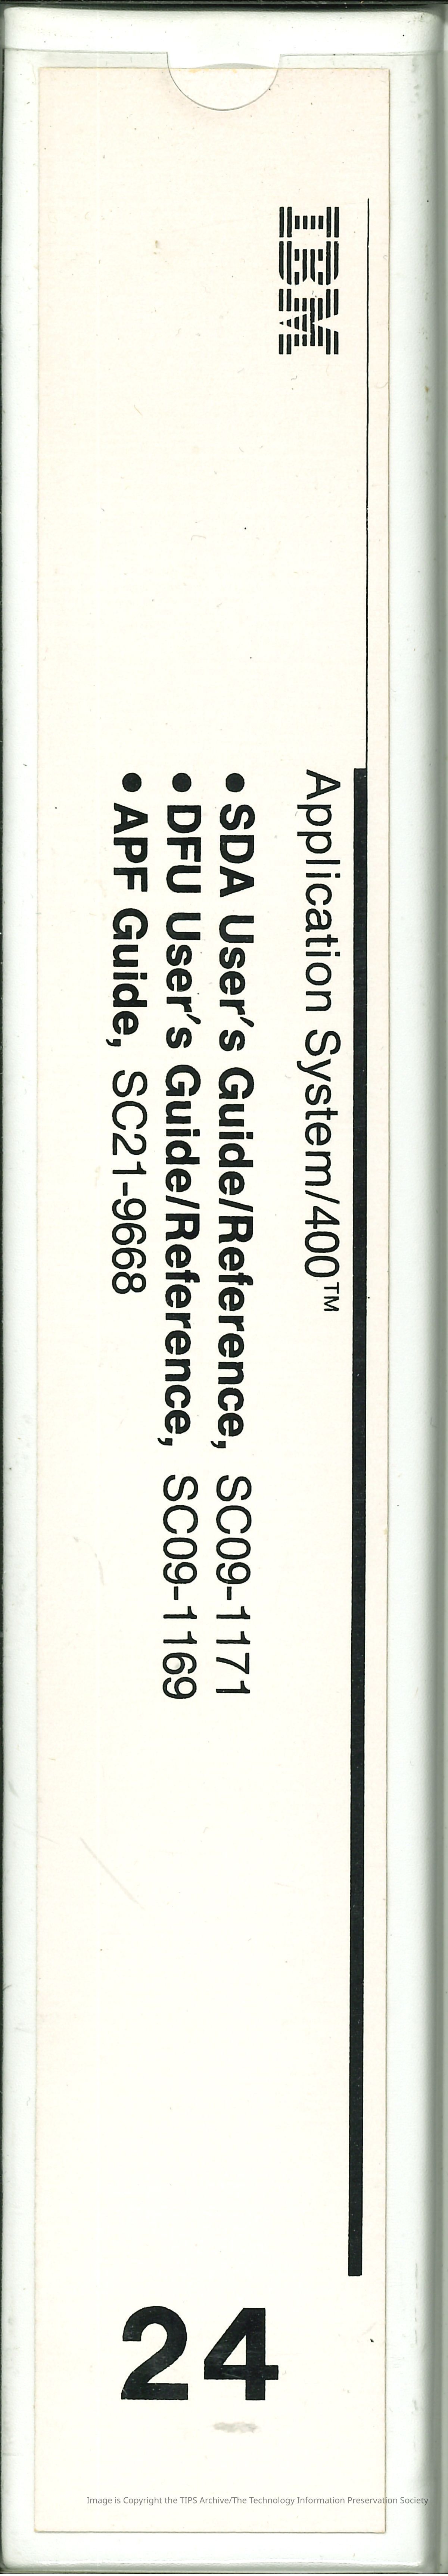 IBM
Application System/400™
● SDA User's Guide/Reference, SC09-1171
● DFU User's Guide/Reference, SC09-1169
● APF Guide, SC21-9668
24
Image is Copyright the TIPS Archive/The Technology Information Preservation Society